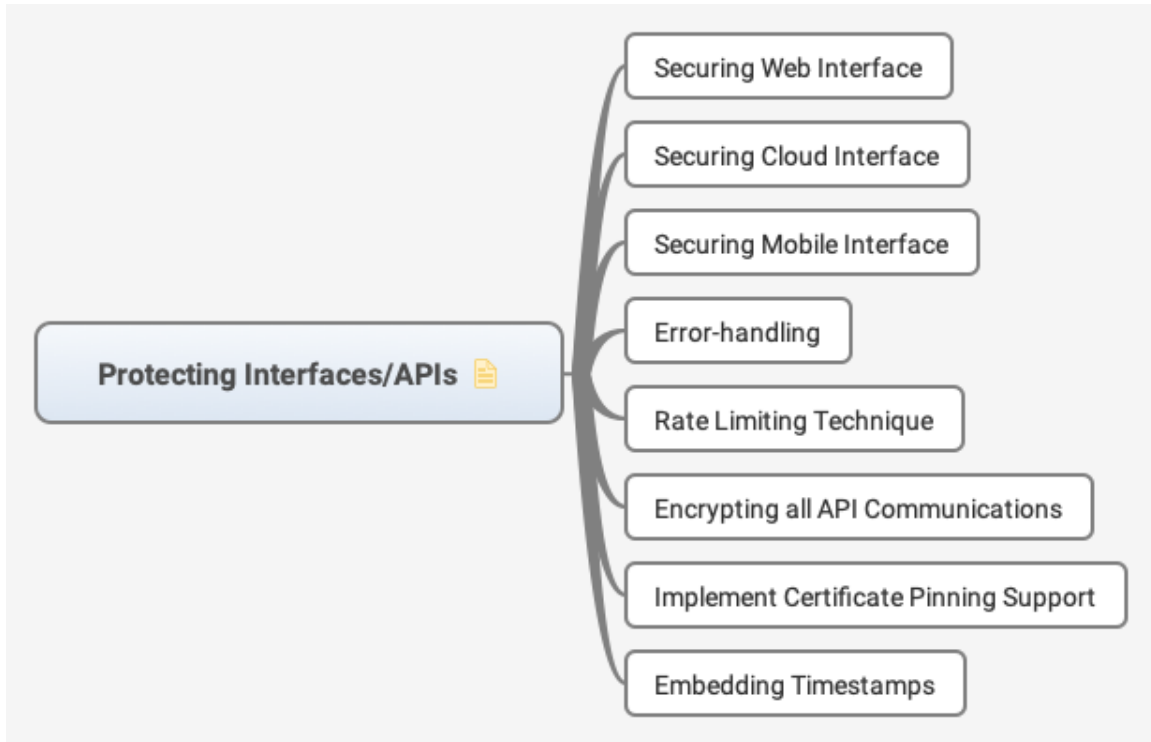 Protecting Interfaces/APIs
Securing Web Interface
Securing Cloud Interface
Securing Mobile Interface
Error-handling
Rate Limiting Technique
Encrypting all API Communications
Implement Certificate Pinning Support
Embedding Timestamps